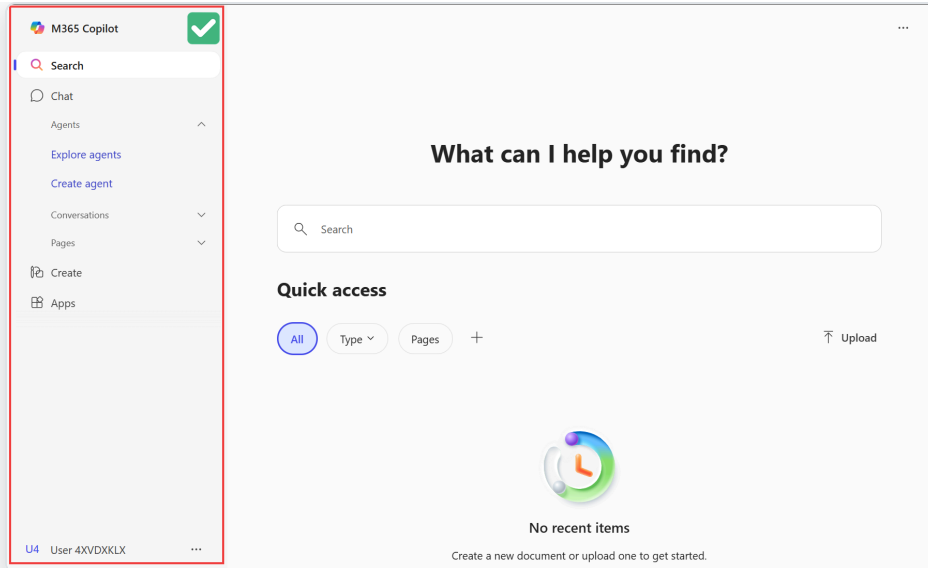 M365 Copilot
Search
Chat
Agents
Explore agents
Create agent
Conversations
Pages
Create
Apps
U4 User 4XVDXKLX
What can I help you find?
Search
Quick access
All Type Pages Upload
No recent items
Create a new document or upload one to get started.